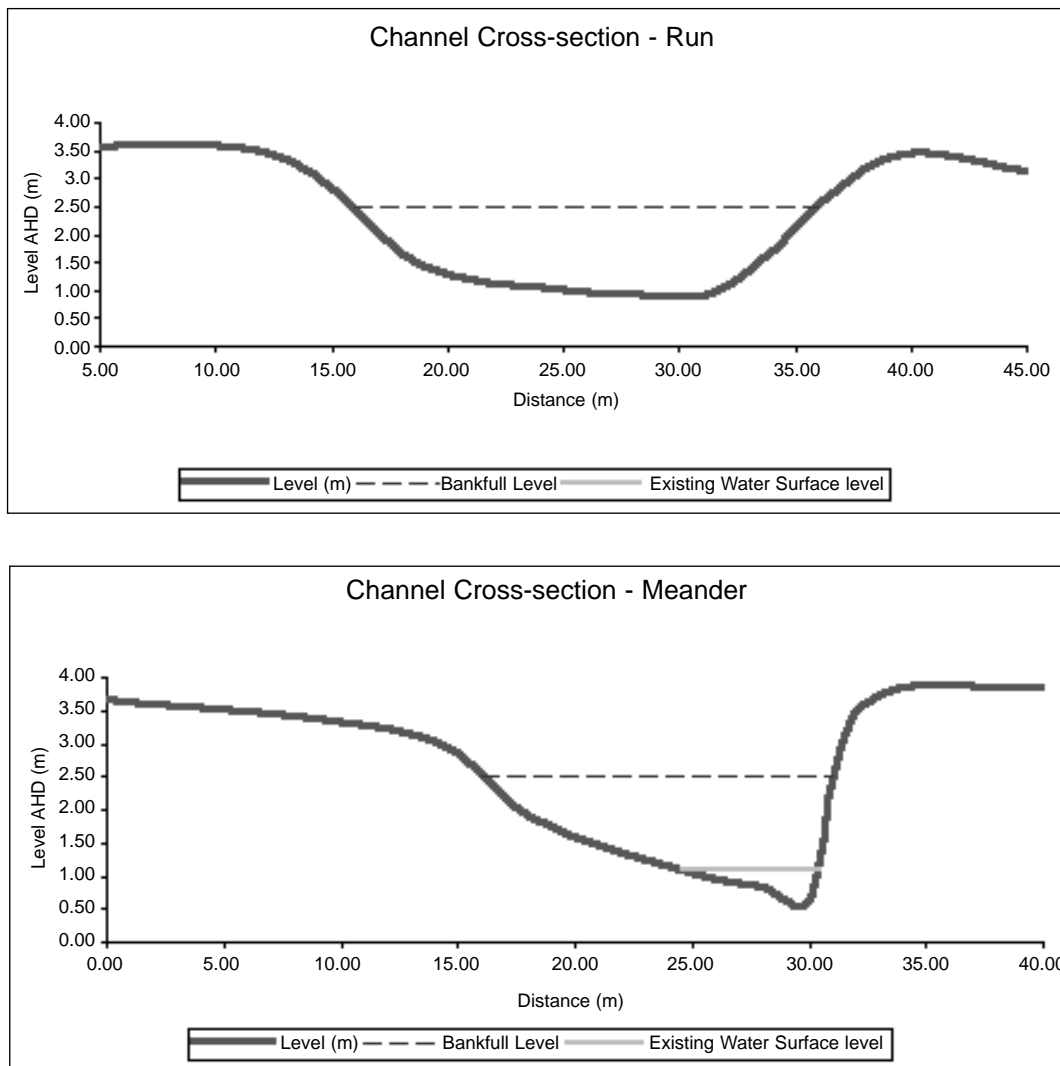 Channel Cross-section - Run
Level AHD (m)
4.00
3.50
3.0
2.50
2.00
1.50
1.00
0.50
0.00
5.00 10.00 15.00 20.00 25.00 30.00 35.00 40.00 45.00
Distance (m)
Level (m) Bankfull Level Existing Water Surface level
Channel Cross-section - Meander
Level AHD (m)
4.00
3.50
3.00
2.50
2.00
1.50
1.00
0.50
0.00
0.00 5.00 10.00 15.00 20.00 25.00 30.00 35.00 40.00
Distance (m)
Level (m) Bankfull Level Existing Water Surface level